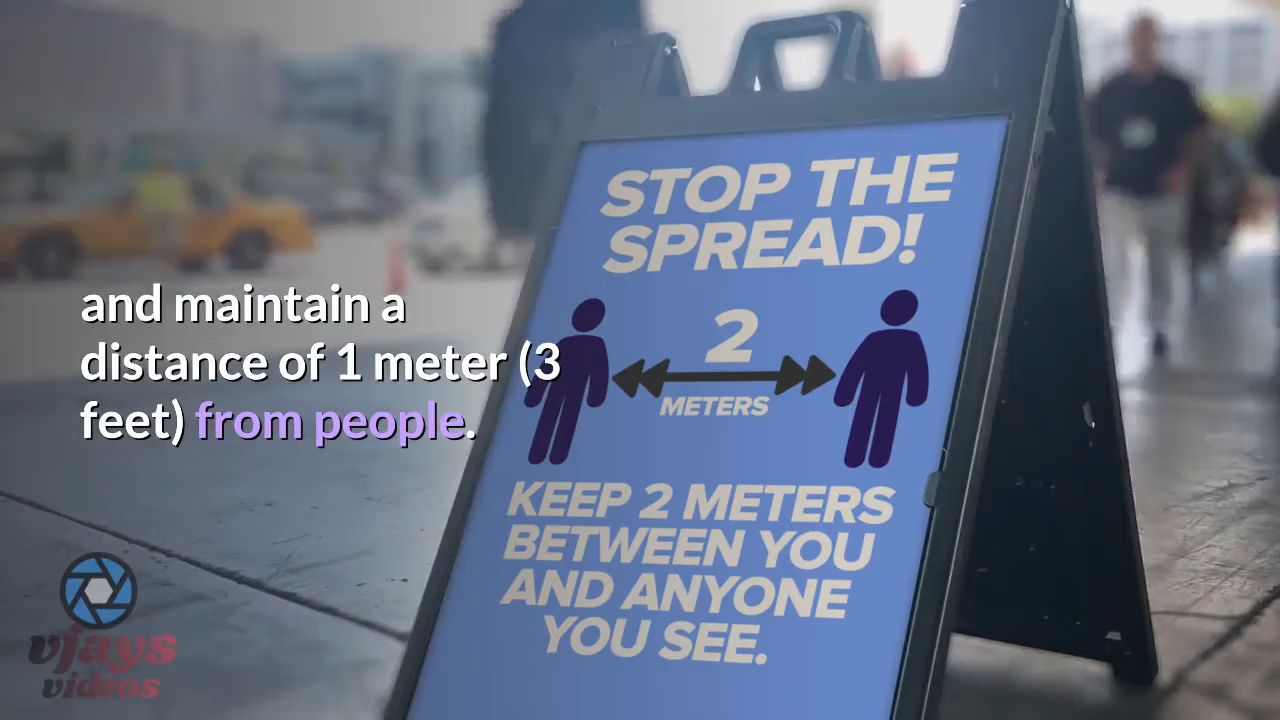 and maintain a
distance of 1 meter (3
feet) from people.
STOP THE
SPREAD!
2
METERS
KEEP 2 METERS
BETWEEN YOU
AND ANYONE
YOU SEE.
vjays
videos